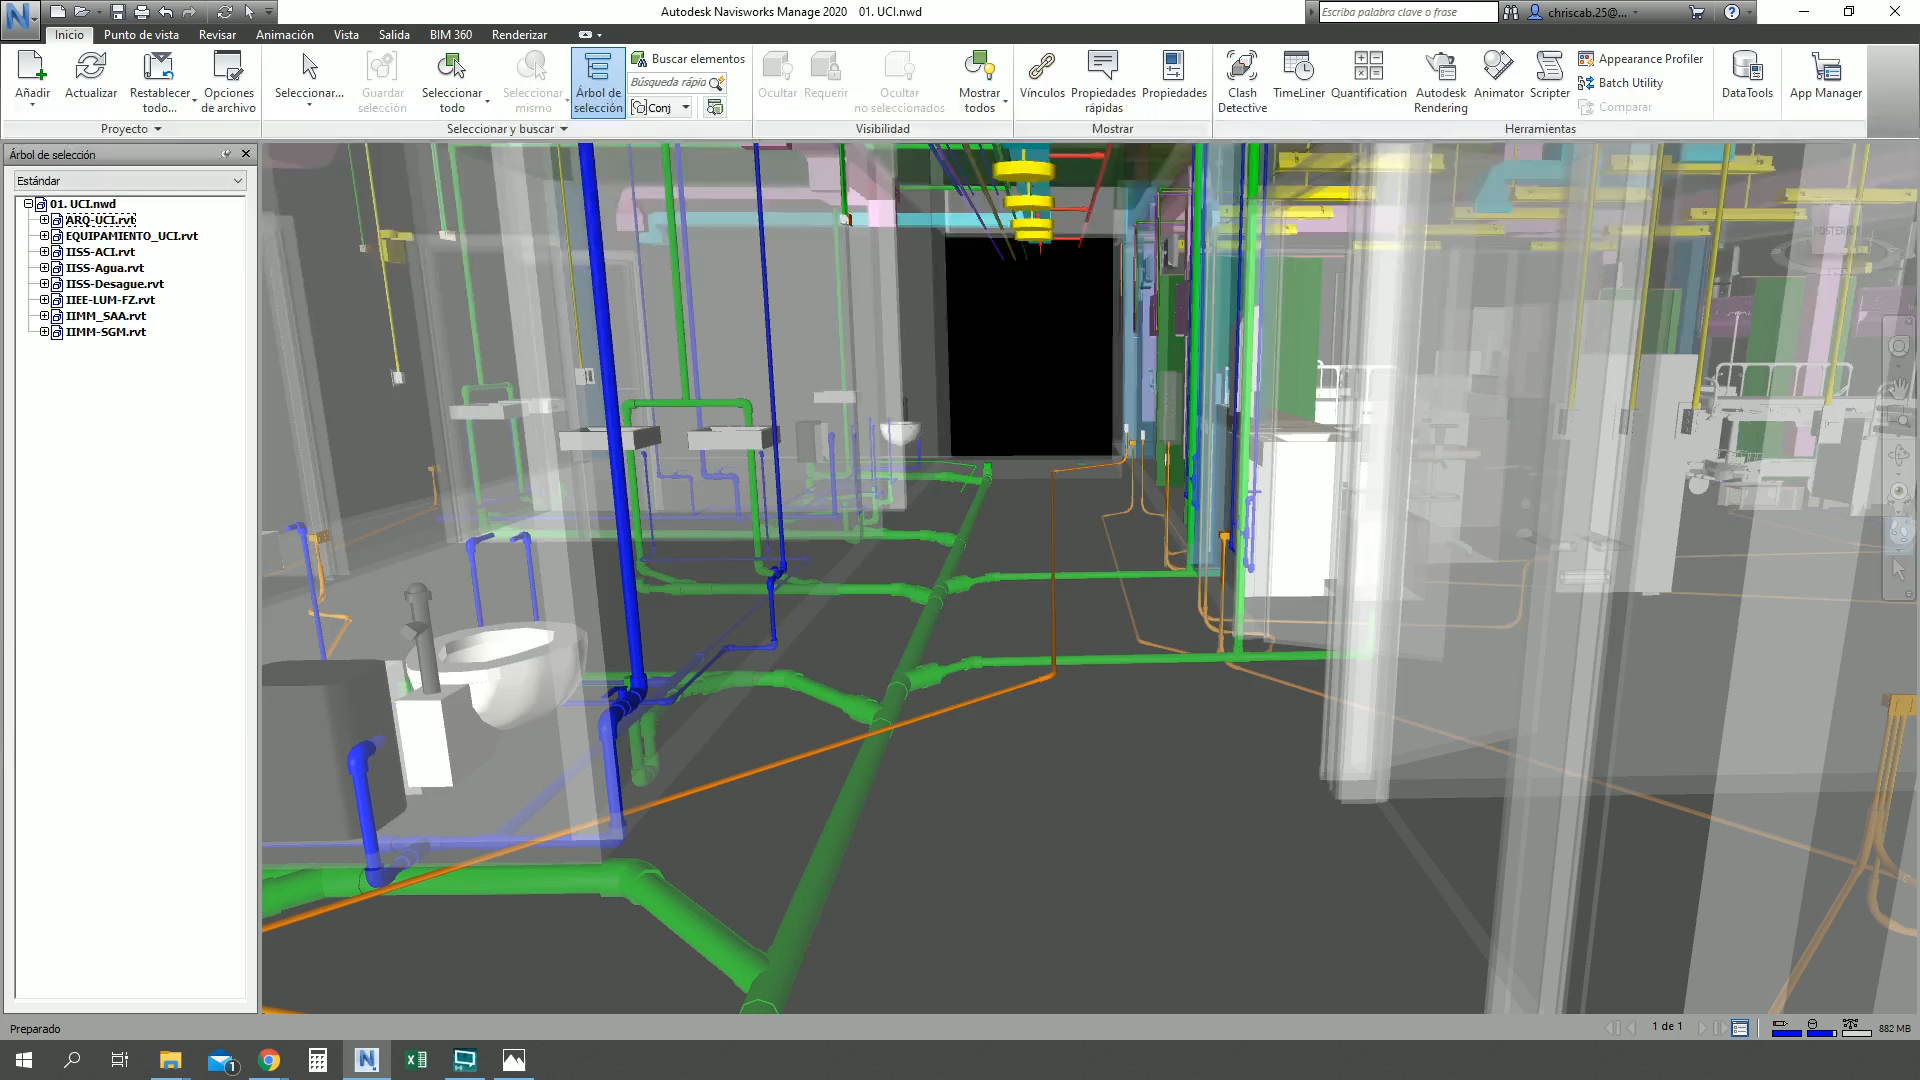 Autodesk Navisworks Manage 2020 01. UCI.nwd
Escriba palabra clave o frase
chriscab.25@...
Inicio Punto de vista Revisar Animación Vista Salida BIM 360 Renderizar
Añadir
Actualizar
Restablecer todo...
Opciones de archivo
Proyecto
Seleccionar...
Guardar selección
Seleccionar todo
Seleccionar mismo
Árbol de selección
Buscar elementos
Búsqueda rápid
Conj
Seleccionar y buscar
Ocultar
Requerir
Ocultar no seleccionados
Mostrar todos
Visibilidad
Vínculos
Propiedades rápidas
Propiedades
Mostrar
Clash Detective
TimeLiner
Quantification
Autodesk Rendering
Animator
Scripter
Appearance Profiler
Batch Utility
Comparar
DataTools
Herramientas
App Manager
Árbol de selección
Estándar
01. UCI.nwd
ARQ-UCI.rvt
EQUIPAMIENTO_UCI.rvt
IISS-ACI.rvt
IISS-Agua.rvt
IISS-Desague.rvt
IIEE-LUM-FZ.rvt
IIMM_SAA.rvt
IIMM-SGM.rvt
POSTERIOR
Preparado
1 de 1
882 MB
1